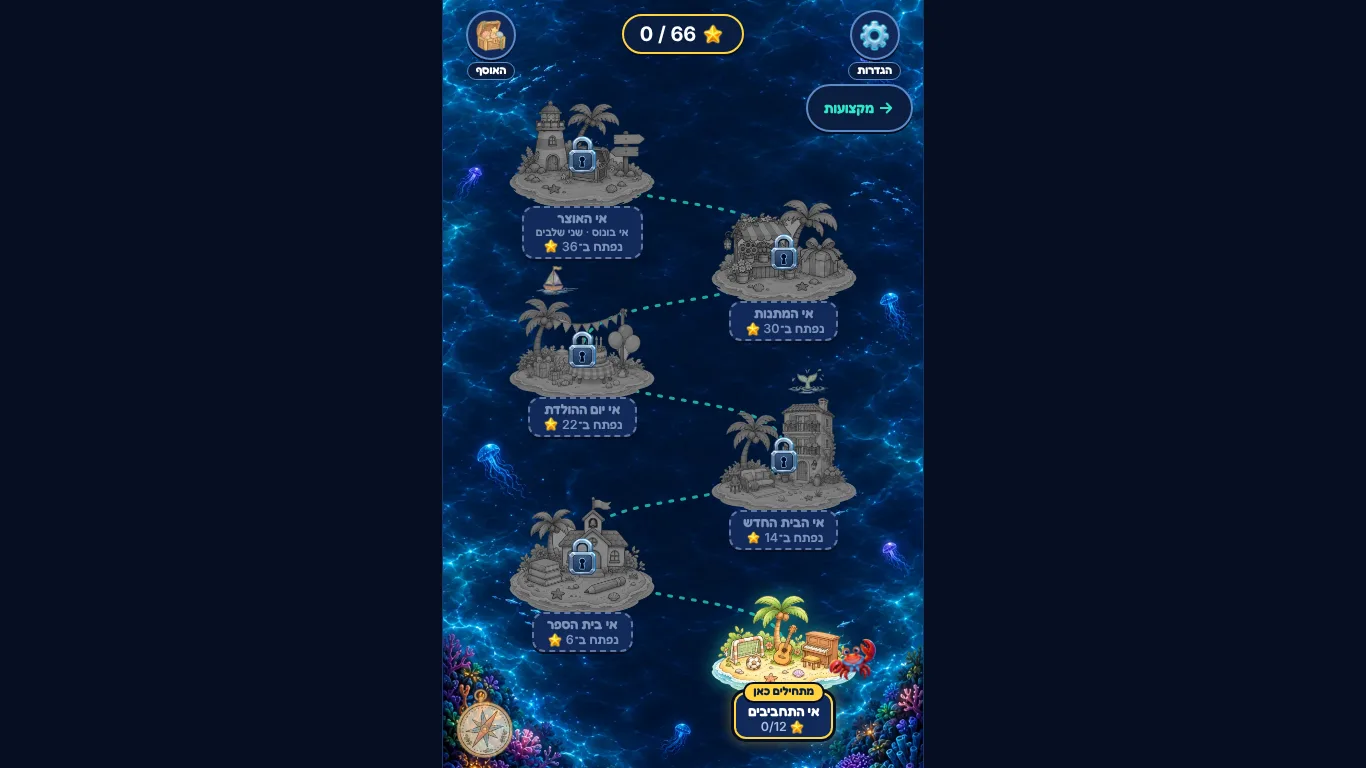 0 / 66
הגדרות
האוסף
→ מקצועות
אי האוצר
אי בונוס · שני שלבים
נפתח ב־36
אי המתנות
נפתח ב־30
אי יום ההולדת
נפתח ב־22
אי הבית החדש
נפתח ב־14
אי בית הספר
נפתח ב־6
מתחילים כאן
אי התחביבים
0/12